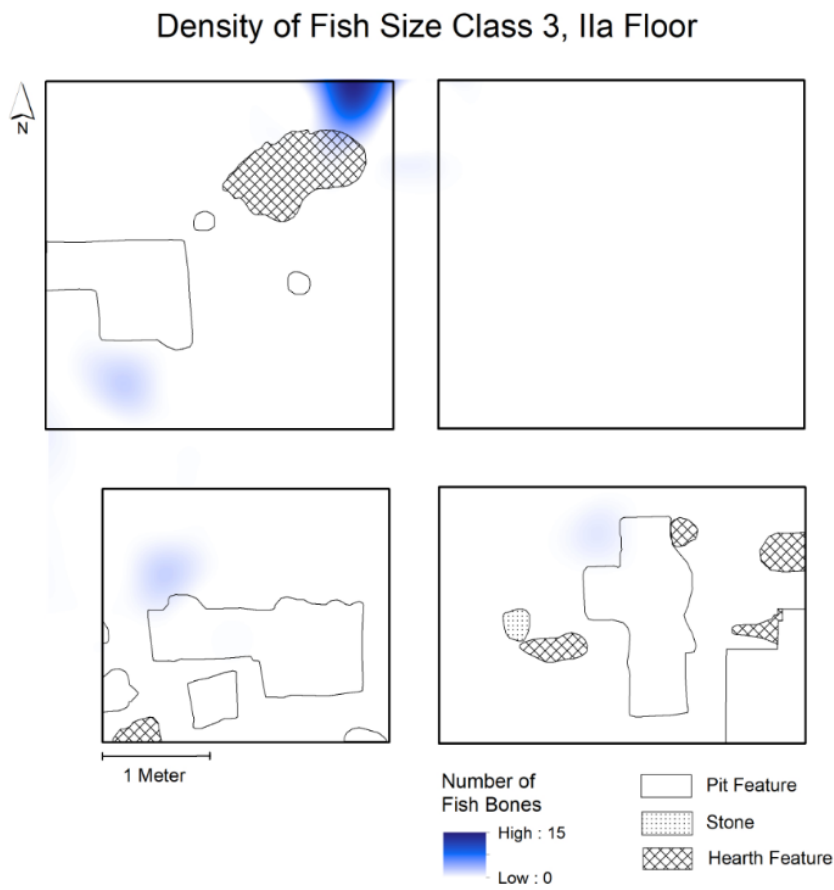 Density of Fish Size Class 3, IIa Floor
N
1 Meter
Number of
Fish Bones
High : 15
Low : 0
Pit Feature
Stone
Hearth Feature